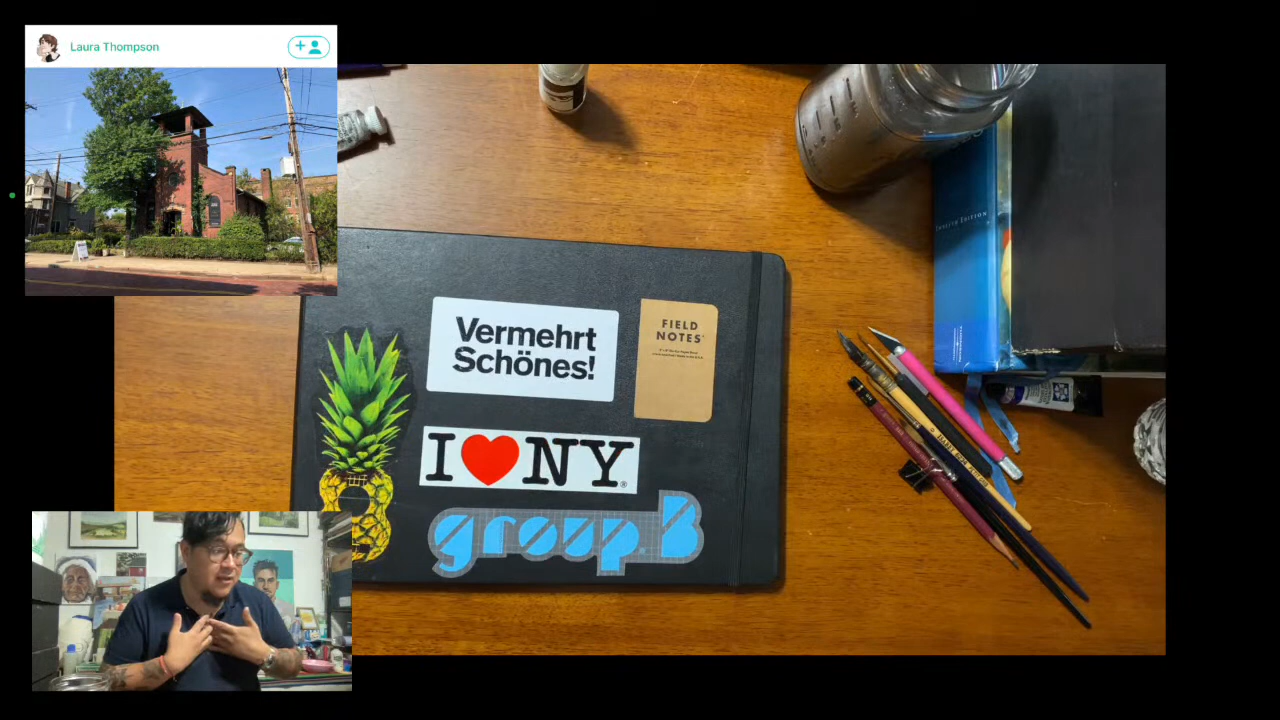 Laura Thompson
Vermehrt
Schönes!
FIELD
NOTES
I ❤ NY®
group B